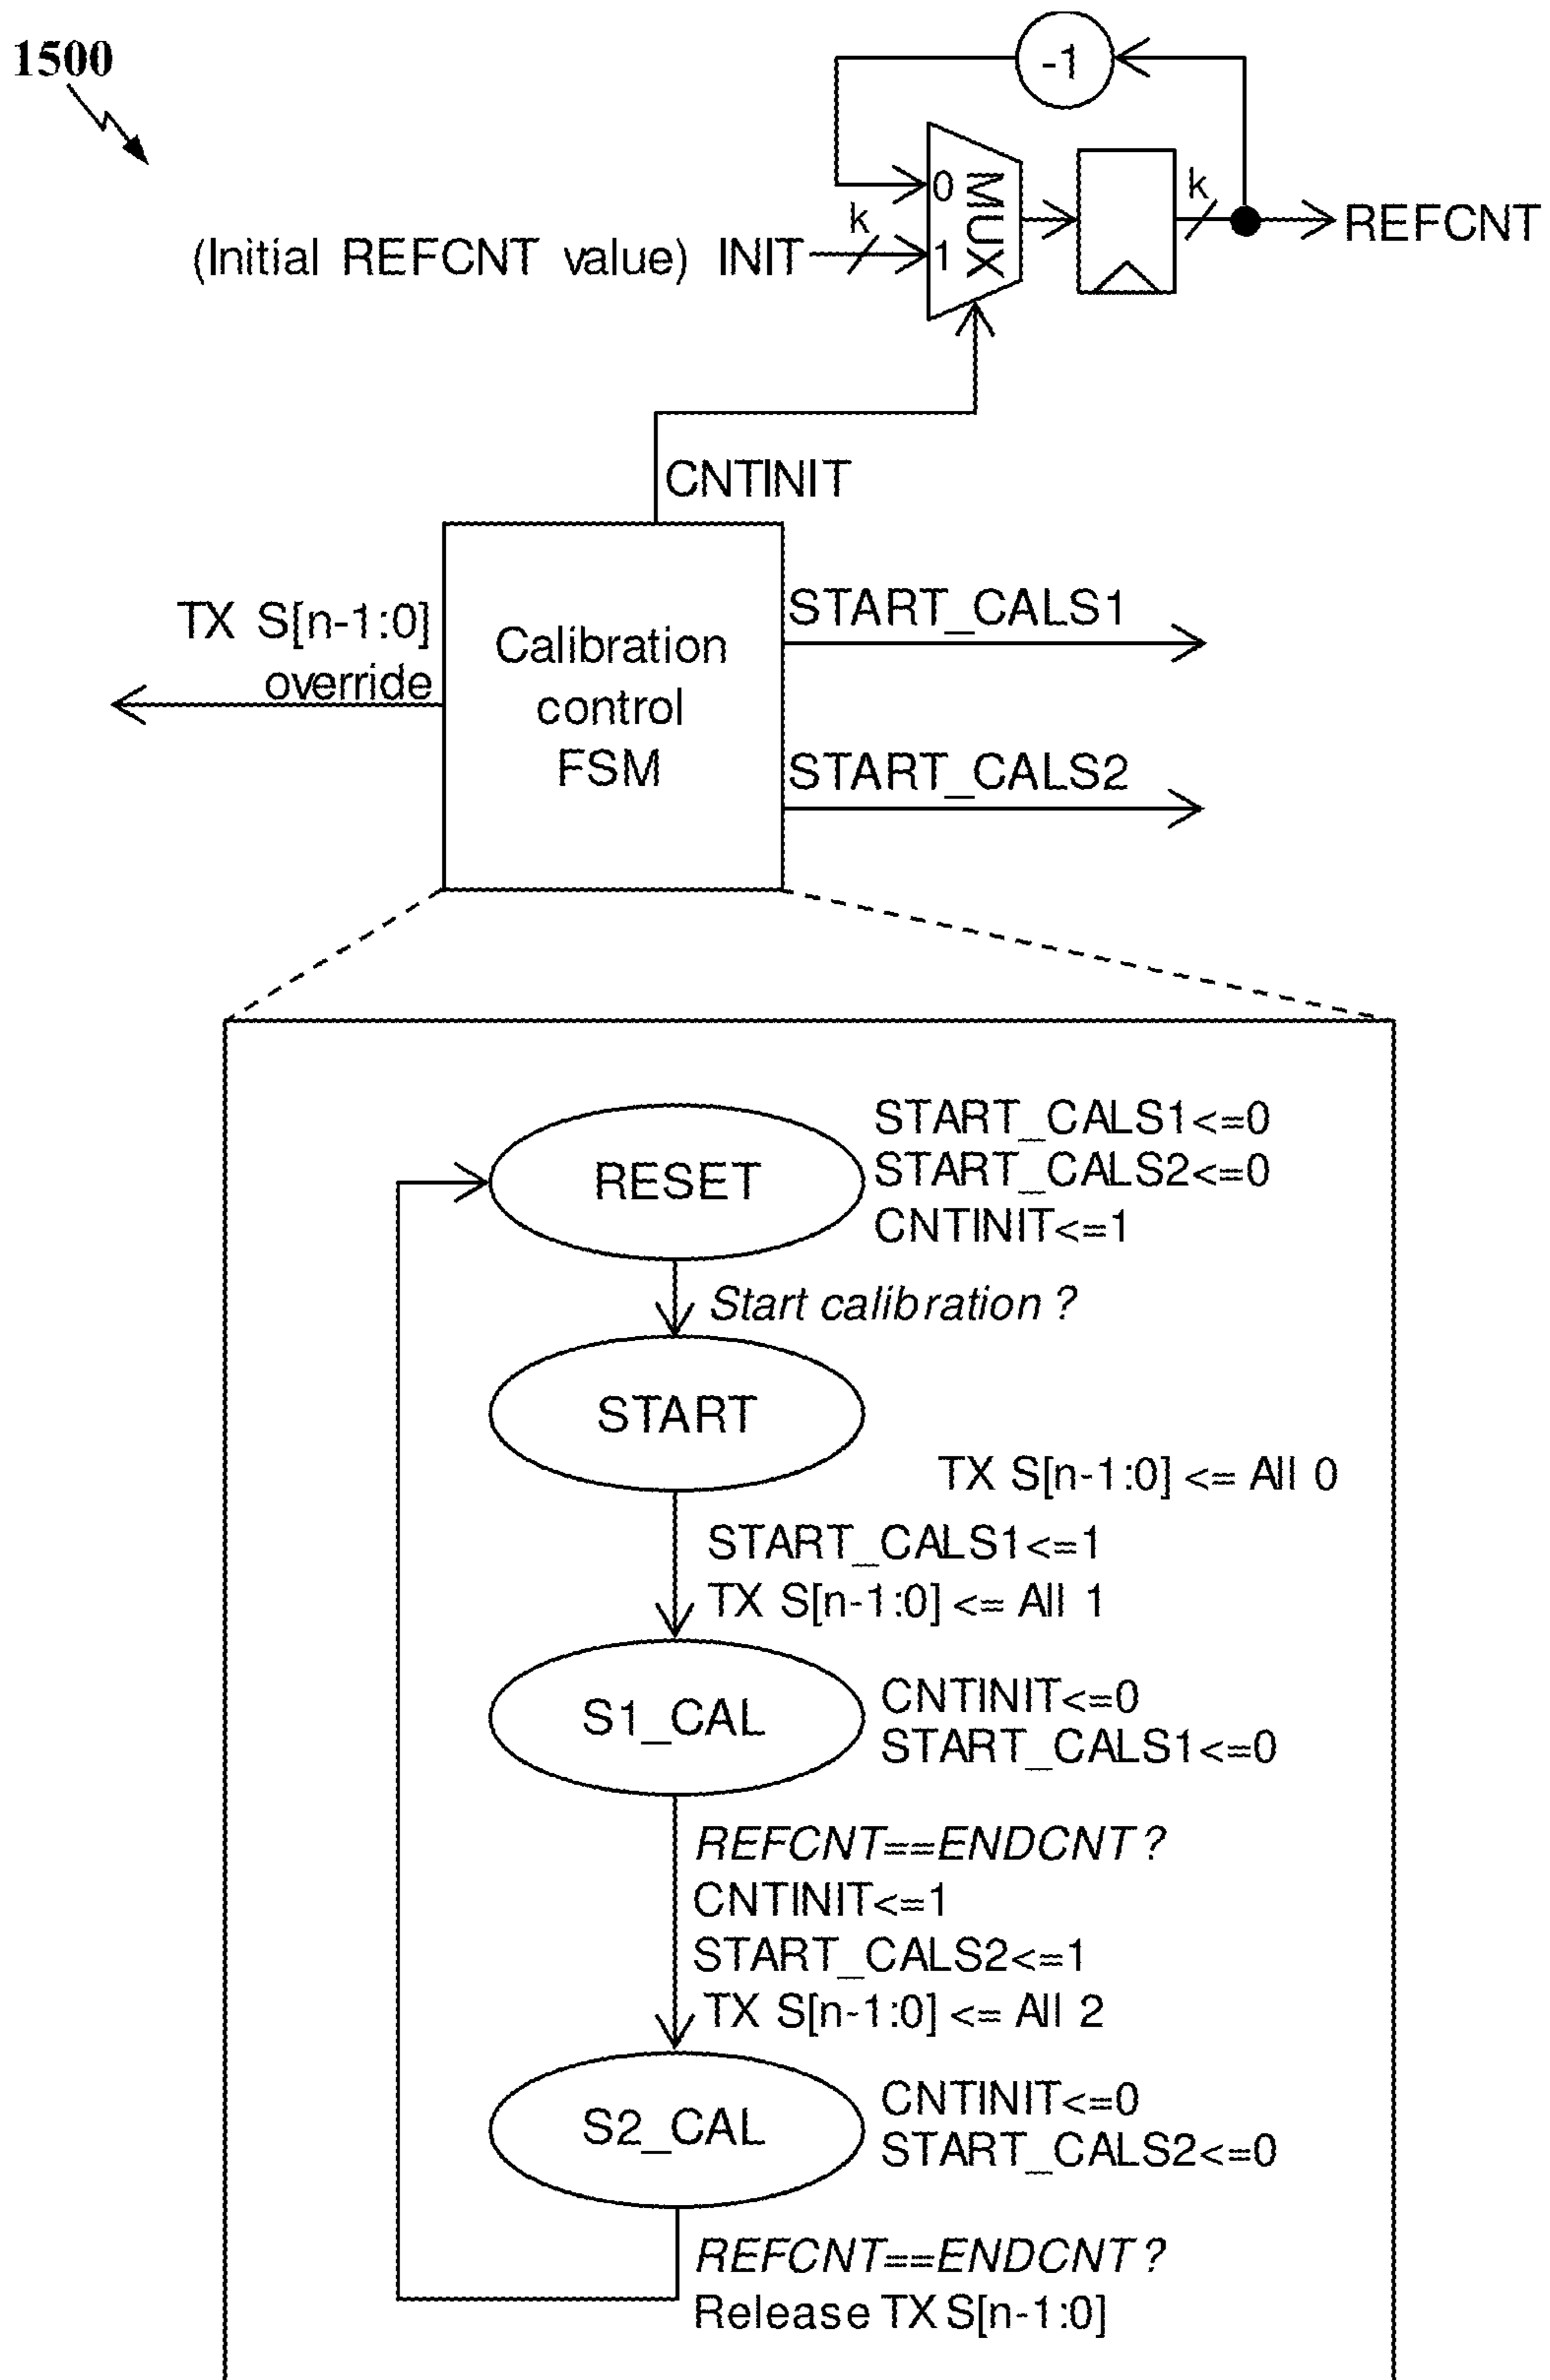 1500
-1
0
MUX
k
k
REFCNT
(Initial REFCNT value) INIT
1
CNTINIT
TX S[n-1:0]
override
Calibration
control
FSM
START_CALS1
START_CALS2
RESET
START_CALS1<=0
START_CALS2<=0
CNTINIT<=1
Start calibration ?
START
TX S[n-1:0] <= All 0
START_CALS1<=1
TX S[n-1:0] <= All 1
S1_CAL
CNTINIT<=0
START_CALS1<=0
REFCNT==ENDCNT ?
CNTINIT<=1
START_CALS2<=1
TX S[n-1:0] <= All 2
S2_CAL
CNTINIT<=0
START_CALS2<=0
REFCNT==ENDCNT ?
Release TX S[n-1:0]